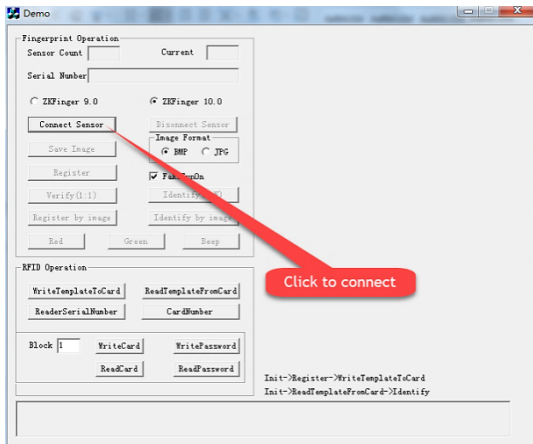 Demo
Fingerprint Operation
Sensor Count
Current
Serial Number
ZKFinger 9.0
ZKFinger 10.0
Connect Sensor
Disonnect Sensor
Image Format
Save Image
BMP
JPG
Register
Verify(1:1)
Register by image
Identify by image
Red
Green
Beep
RFID Operation
Click to connect
WriteTemplateToCard
ReadTemplateFromCard
ReaderSerialNumber
CardNumber
Block 1
WriteCard
WritePassword
ReadCard
ReadPassword
Init->Register->WriteTemplateToCard
Init->ReadTemplateFromCard->Identify